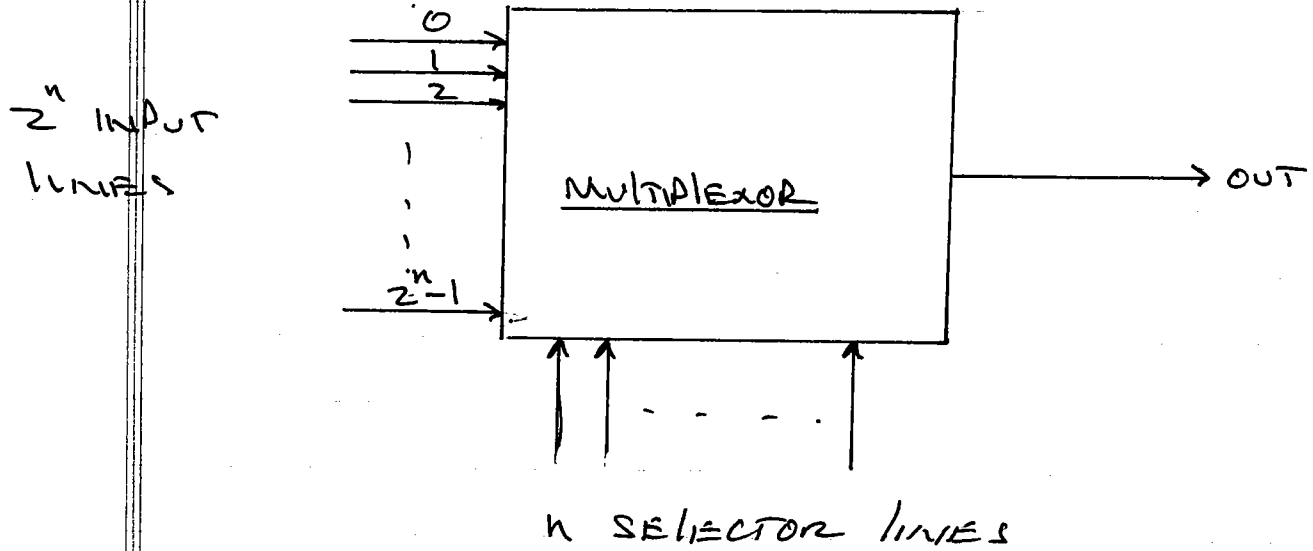 0
1
2
2^n INPUT
LINES
MULTIPLEXOR
OUT
2^n-1
n SELECTOR LINES